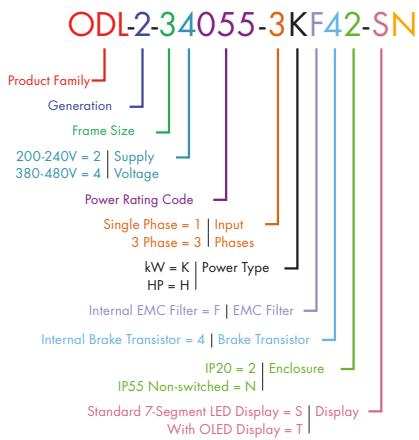 ODL-2-34055-3KF42-SN
Product Family
Generation
Frame Size
200-240V = 2 | Supply
380-480V = 4 | Voltage
Power Rating Code
Single Phase = 1 | Input
3 Phase = 3 | Phases
kW = K | Power Type
HP = H
Internal EMC Filter = F | EMC Filter
Internal Brake Transistor = 4 | Brake Transistor
IP20 = 2 | Enclosure
IP55 Non-switched = N
Standard 7-Segment LED Display = S | Display
With OLED Display = T